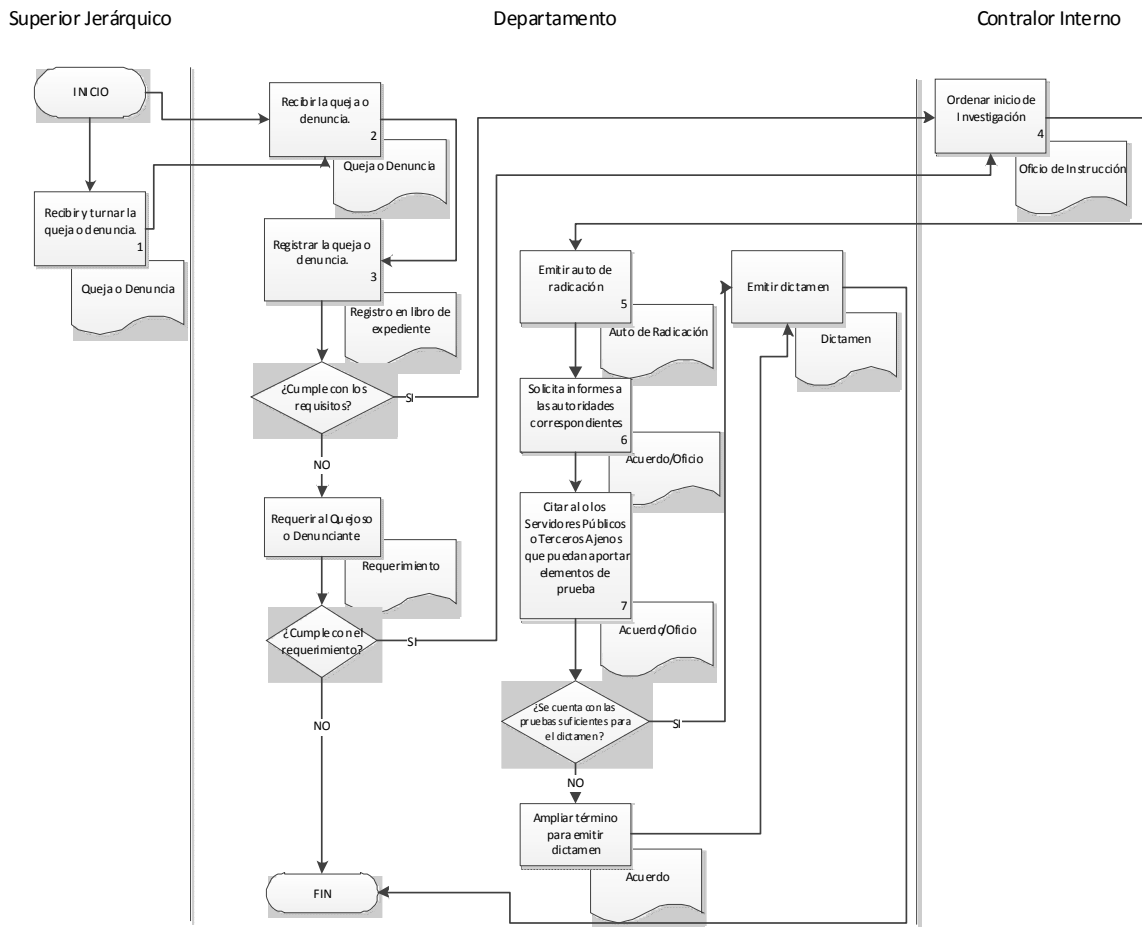 Superior Jerárquico
Departamento
Contralor Interno
INICIO
Recibir y turnar la
queja o denuncia.
1
Queja o Denuncia
Recibir la queja o
denuncia.
2
Queja o Denuncia
Registrar la queja o
denuncia.
3
Registro en libro de
expediente
¿Cumple con los
requisitos?
SI
NO
Requerir al Quejoso
o Denunciante
Requerimiento
¿Cumple con el
requerimiento?
SI
NO
FIN
Ordenar inicio de
Investigación
4
Oficio de Instrucción
Emitir auto de
radicación
5
Auto de Radicación
Solicita informes a
las autoridades
correspondientes
6
Acuerdo/Oficio
Citar al o los
Servidores Públicos
o Terceros Ajenos
que puedan aportar
elementos de
prueba
7
Acuerdo/Oficio
¿Se cuenta con las
pruebas suficientes para
el dictamen?
SI
NO
Ampliar término
para emitir
dictamen
Acuerdo
Emitir dictamen
Dictamen